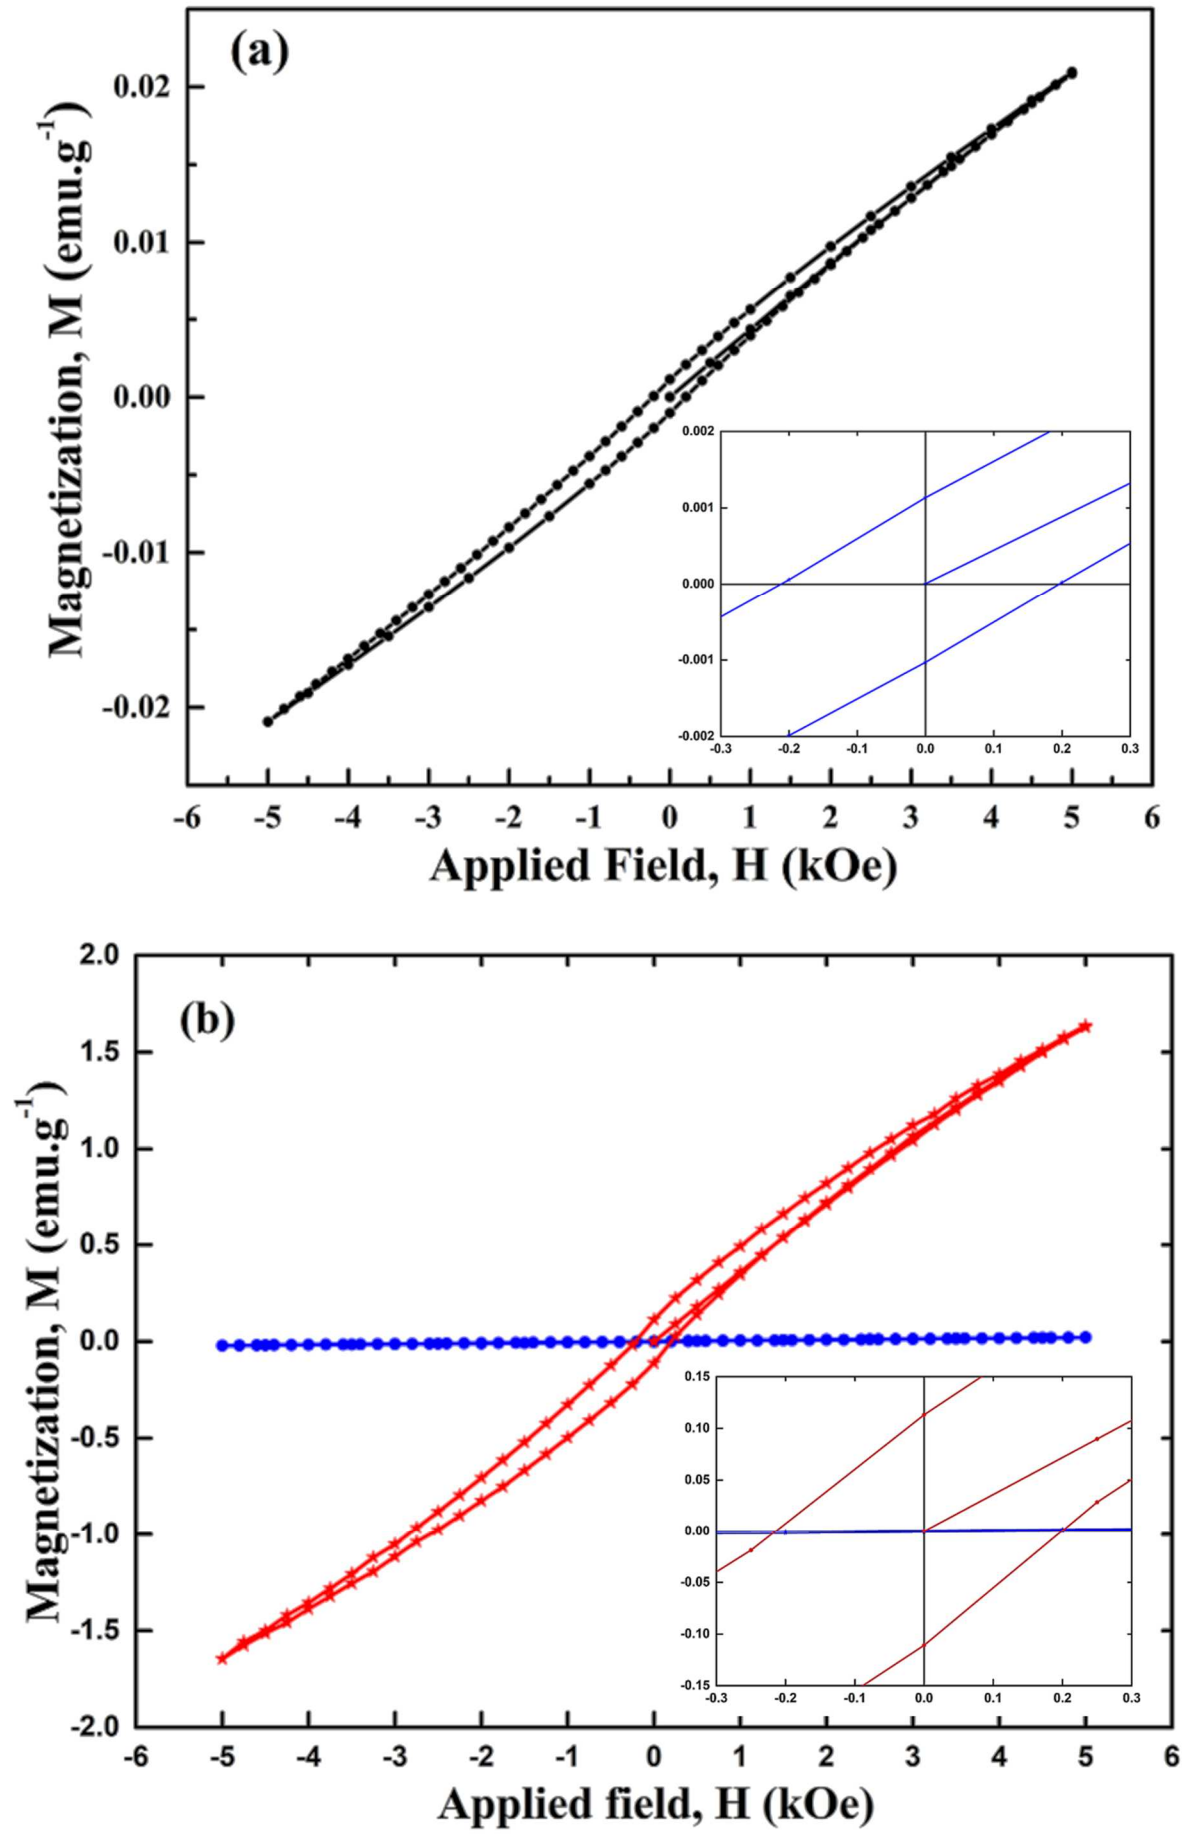 (a)
Magnetization, M (emu.g-1)
0.02
0.01
0.00
-0.01
-0.02
0.002
0.001
0.000
-0.001
-0.002
-0.3 -0.2 -0.1 0.0 0.1 0.2 0.3
-6 -5 -4 -3 -2 -1 0 1 2 3 4 5 6
Applied Field, H (kOe)
(b)
Magnetization, M (emu.g-1)
2.0
1.5
1.0
0.5
0.0
-0.5
-1.0
-1.5
-2.0
0.15
0.10
0.05
0.00
-0.05
-0.10
-0.15
-0.3 -0.2 -0.1 0.0 0.1 0.2 0.3
-6 -5 -4 -3 -2 -1 0 1 2 3 4 5 6
Applied field, H (kOe)